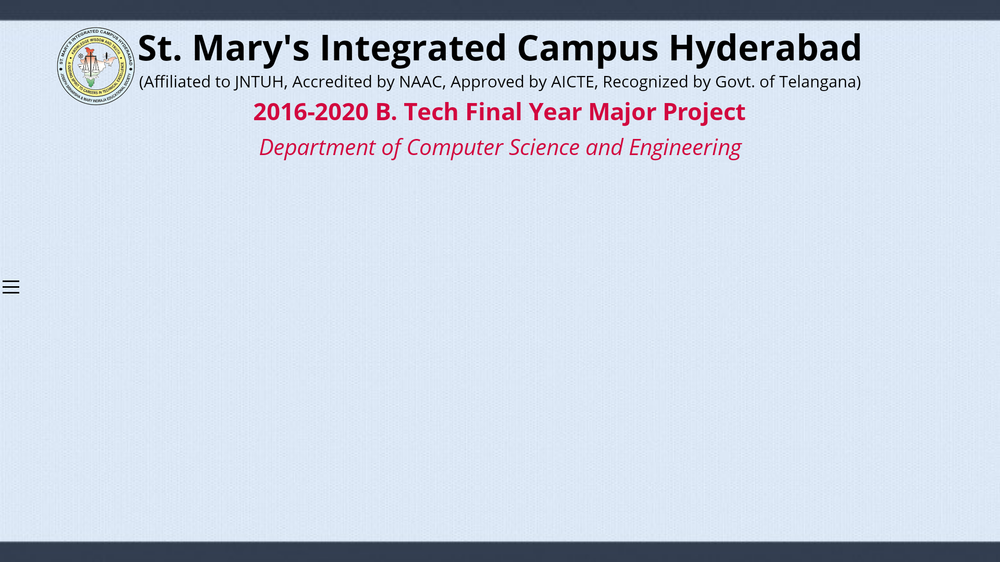 ST. MARY'S INTEGRATED CAMPUS HYDERABAD
KNOWLEDGE WISDOM AND TRUTH
A GUIDING SPIRIT TO CAREERS IN TECHNICAL EXCELLENCE
JOSEPH SRIHARSHA & MARY INDRAJA EDUCATIONAL SOCIETY
St. Mary's Integrated Campus Hyderabad
(Affiliated to JNTUH, Accredited by NAAC, Approved by AICTE, Recognized by Govt. of Telangana)
2016-2020 B. Tech Final Year Major Project
Department of Computer Science and Engineering